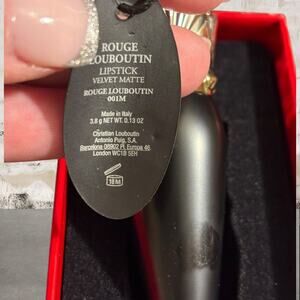 ROUGE
LOUBOUTIN
LIPSTICK
VELVET MATTE
ROUGE LOUBOUTIN
001M
Made in Italy
3.8 g NET WT. 0.13 OZ
Christian Louboutin
Antonio Puig, S.A.
Barcelona 08902 Pl. Europa 46
London WC1B 5EH
18 M